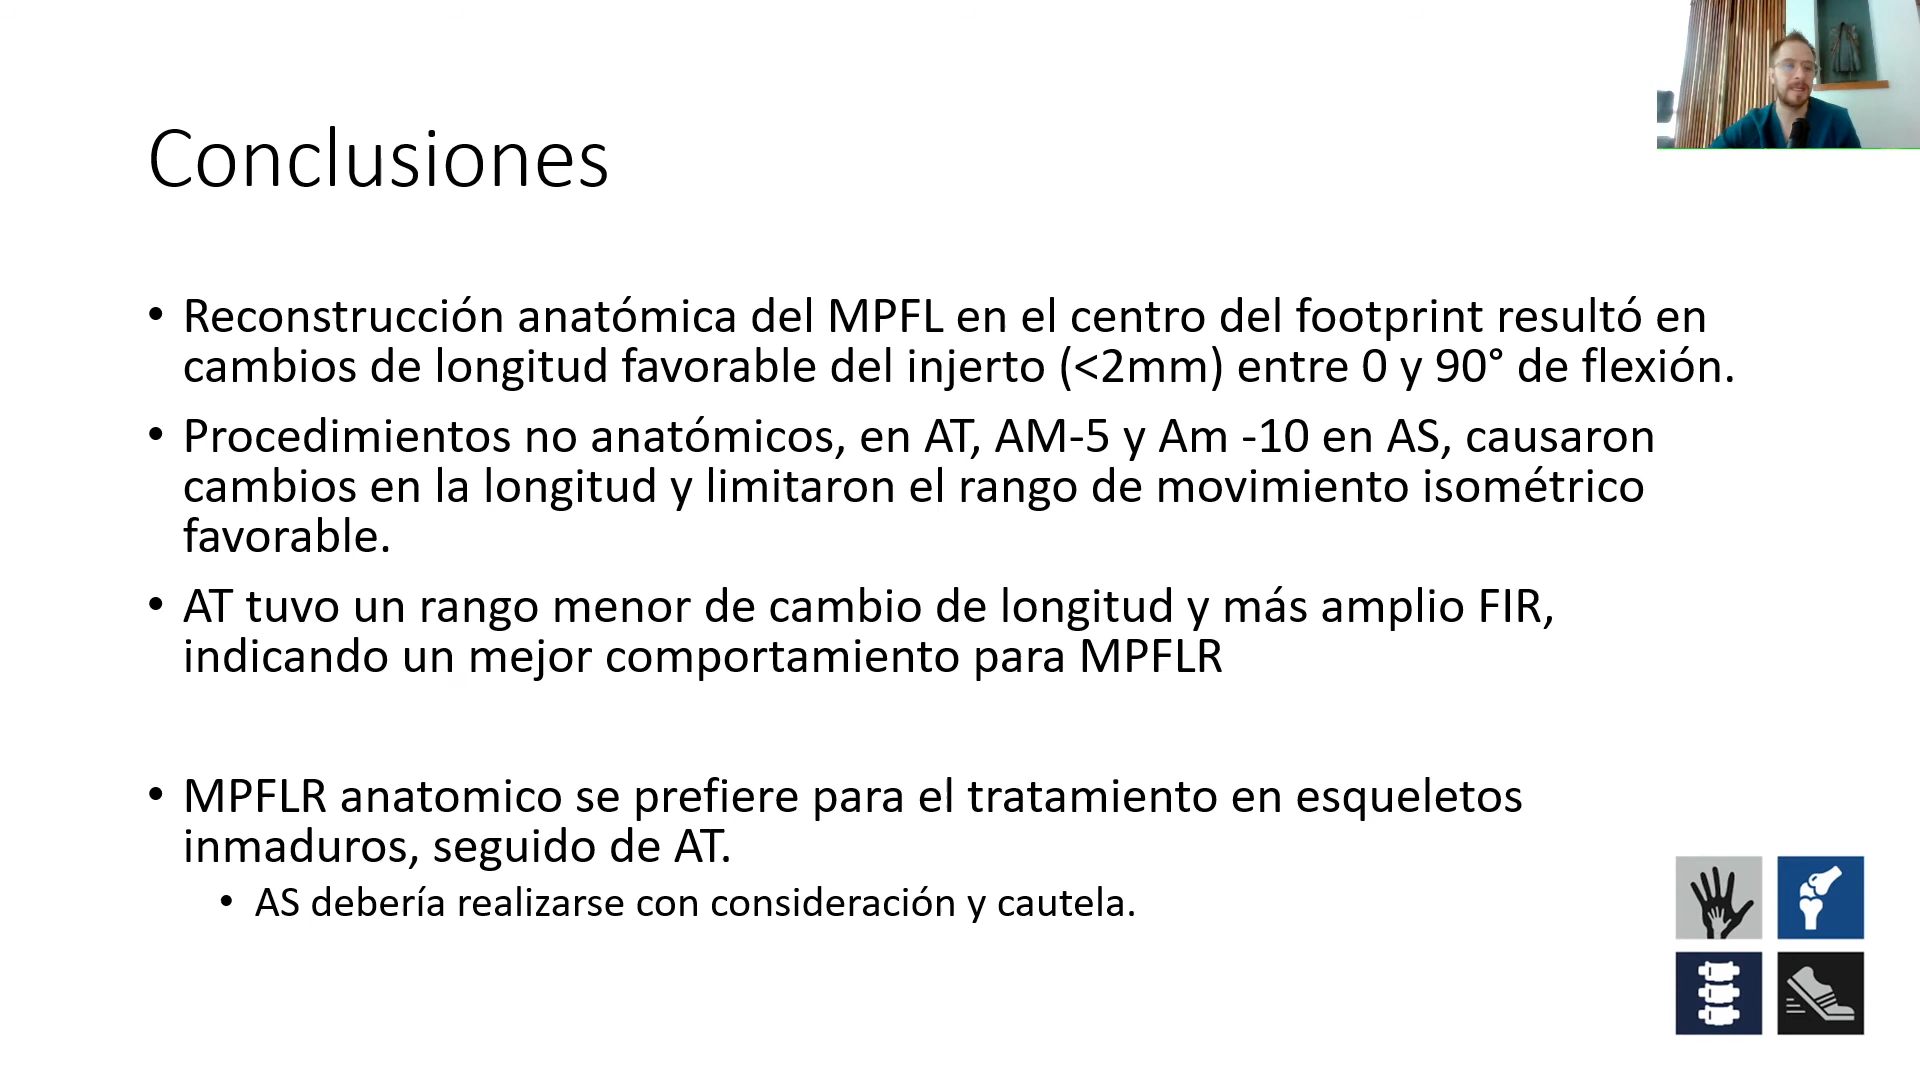 Conclusiones
• Reconstrucción anatómica del MPFL en el centro del footprint resultó en
cambios de longitud favorable del injerto (<2mm) entre 0 y 90° de flexión.
• Procedimientos no anatómicos, en AT, AM-5 y Am -10 en AS, causaron
cambios en la longitud y limitaron el rango de movimiento isométrico
favorable.
• AT tuvo un rango menor de cambio de longitud y más amplio FIR,
indicando un mejor comportamiento para MPFLR
• MPFLR anatomico se prefiere para el tratamiento en esqueletos
inmaduros, seguido de AT.
• AS debería realizarse con consideración y cautela.